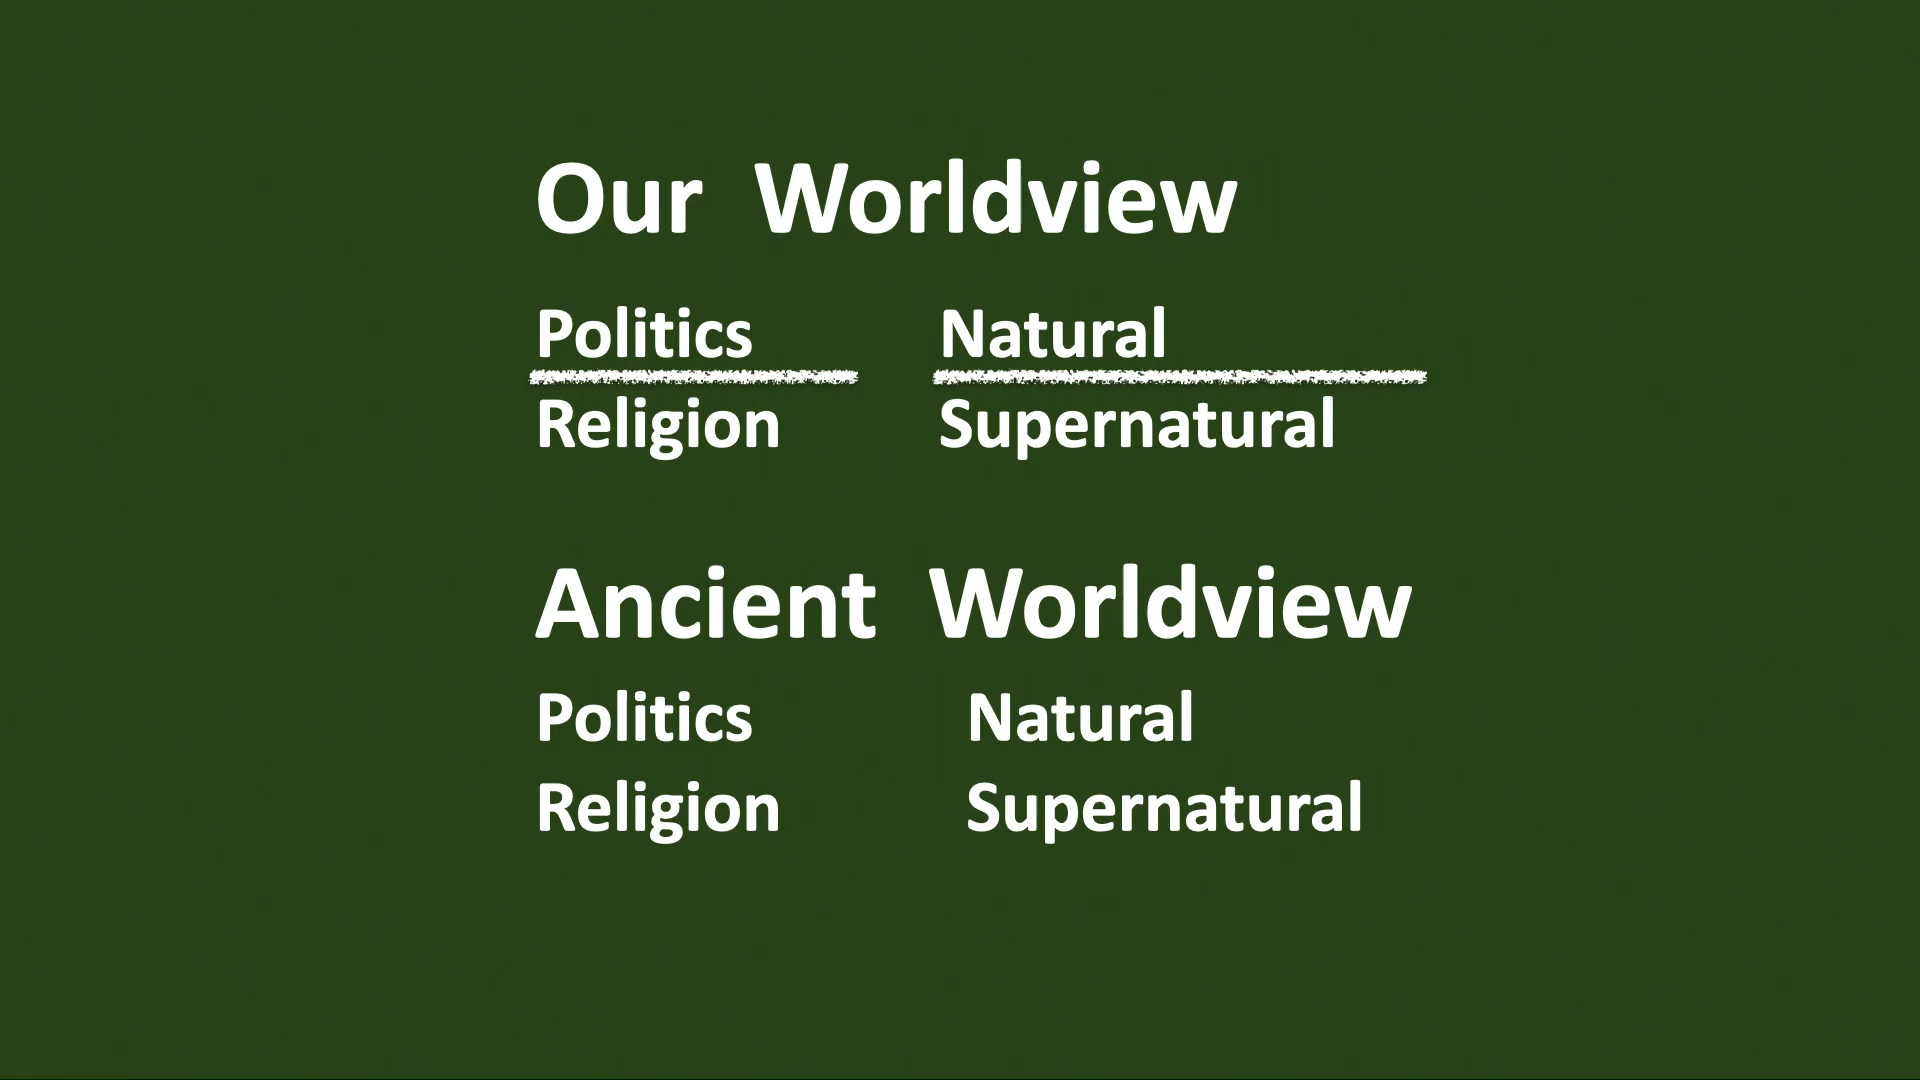 Our Worldview
Politics Natural
Religion Supernatural
Ancient Worldview
Politics Natural
Religion Supernatural